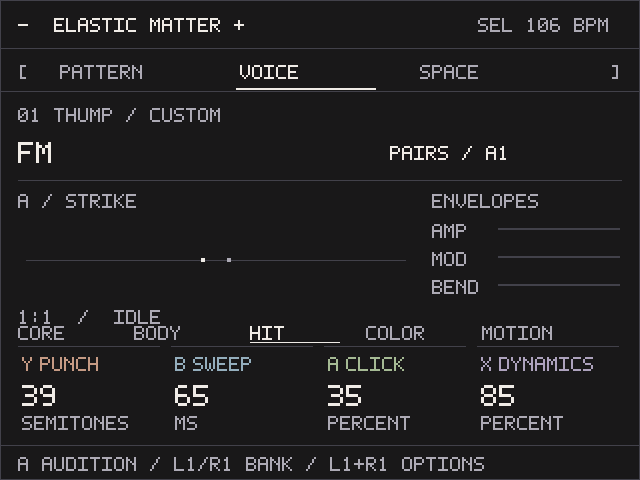 - ELASTIC MATTER + SEL 106 BPM
[ PATTERN VOICE SPACE ]
01 THUMP / CUSTOM
FM PAIRS / A1
A / STRIKE ENVELOPES
AMP
MOD
BEND
1:1 / IDLE
CORE BODY HIT COLOR MOTION
Y PUNCH B SWEEP A CLICK X DYNAMICS
39 65 35 85
SEMITONES MS PERCENT PERCENT
A AUDITION / L1/R1 BANK / L1+R1 OPTIONS